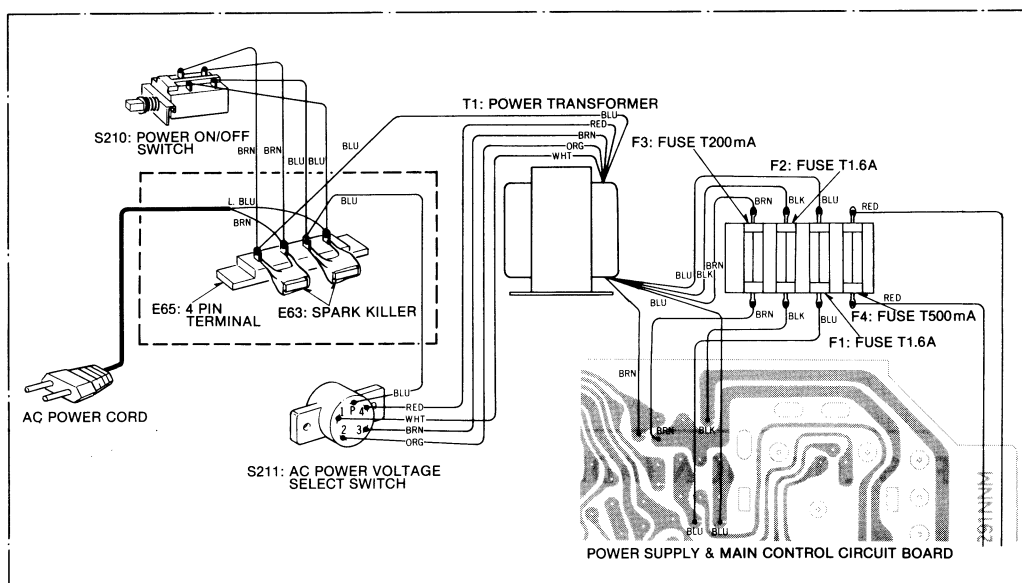 S210: POWER ON/OFF
SWITCH
BRN
BRN
BLU
BLU
BLU
T1: POWER TRANSFORMER
BLU
RED
BRN
ORG
WHT
F3: FUSE T200mA
F2: FUSE T1.6A
BRN
BLK
BLU
RED
L. BLU
BRN
BLU
E65: 4 PIN
TERMINAL
E63: SPARK KILLER
BLU
BLK
BRN
BLU
BRN
BLK
BLU
RED
F4: FUSE T500mA
F1: FUSE T1.6A
AC POWER CORD
BLU
1 P 4
2 3
RED
WHT
BRN
ORG
S211: AC POWER VOLTAGE
SELECT SWITCH
BRN
BRN
BLK
BLU
BLU
POWER SUPPLY & MAIN CONTROL CIRCUIT BOARD